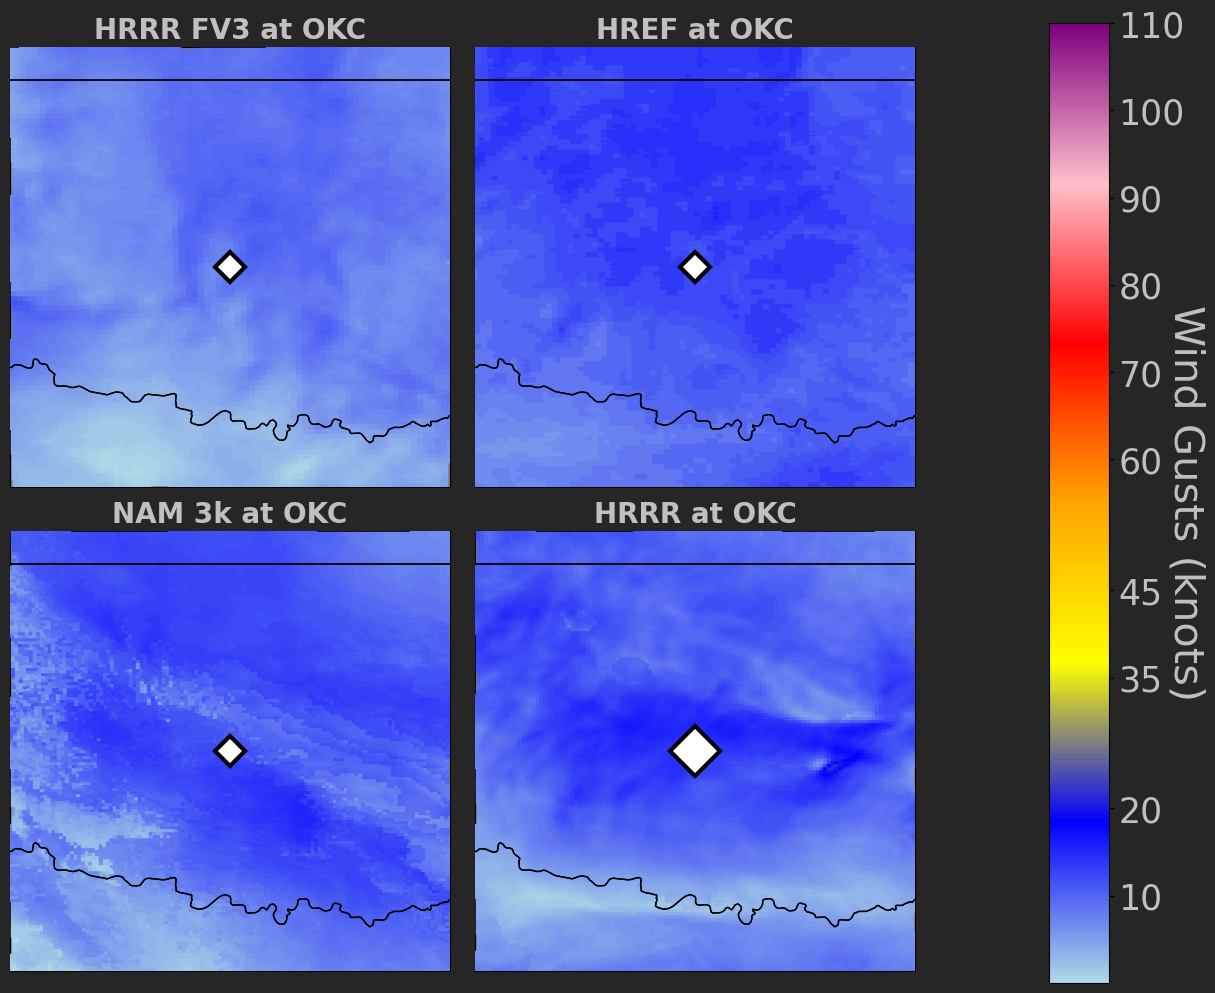 HRRR FV3 at OKC
HREF at OKC
NAM 3k at OKC
HRRR at OKC
110
100
90
80
70
60
45
35
20
10
Wind Gusts (knots)